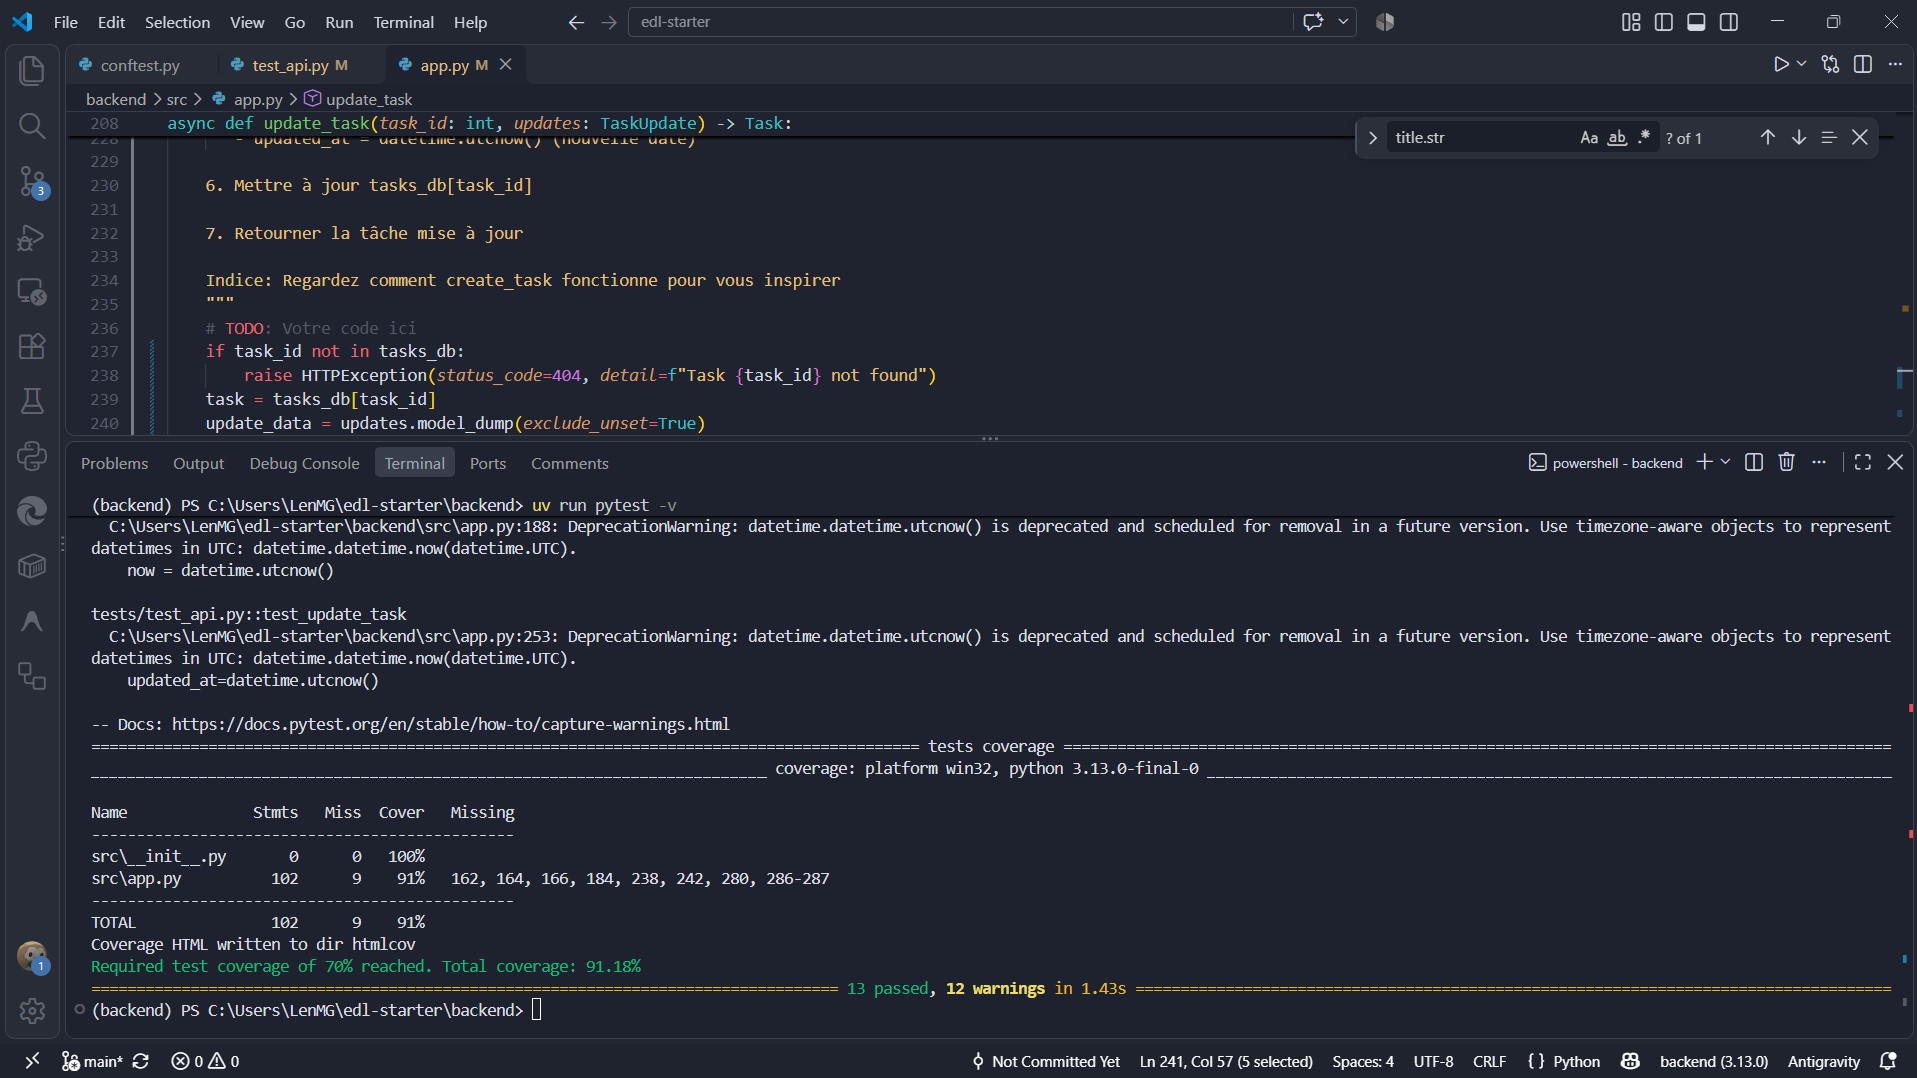 File Edit Selection View Go Run Terminal Help
edl-starter
conftest.py
test_api.py M
app.py M
backend > src > app.py > update_task
208 async def update_task(task_id: int, updates: TaskUpdate) -> Task:
title.str
Aa ab .* ? of 1
228 - updated_at = datetime.utcnow() (nouvelle date)
229
230 6. Mettre à jour tasks_db[task_id]
231
232 7. Retourner la tâche mise à jour
233
234 Indice: Regardez comment create_task fonctionne pour vous inspirer
235 """
236 # TODO: Votre code ici
237 if task_id not in tasks_db:
238 raise HTTPException(status_code=404, detail=f"Task {task_id} not found")
239 task = tasks_db[task_id]
240 update_data = updates.model_dump(exclude_unset=True)
Problems Output Debug Console Terminal Ports Comments
powershell - backend
(backend) PS C:\Users\LenMG\edl-starter\backend> uv run pytest -v
C:\Users\LenMG\edl-starter\backend\src\app.py:188: DeprecationWarning: datetime.datetime.utcnow() is deprecated and scheduled for removal in a future version. Use timezone-aware objects to represent
datetimes in UTC: datetime.datetime.now(datetime.UTC).
now = datetime.utcnow()
tests/test_api.py::test_update_task
C:\Users\LenMG\edl-starter\backend\src\app.py:253: DeprecationWarning: datetime.datetime.utcnow() is deprecated and scheduled for removal in a future version. Use timezone-aware objects to represent
datetimes in UTC: datetime.datetime.now(datetime.UTC).
updated_at=datetime.utcnow()
-- Docs: https://docs.pytest.org/en/stable/how-to/capture-warnings.html
tests coverage
coverage: platform win32, python 3.13.0-final-0
Name Stmts Miss Cover Missing
src\__init__.py 0 0 100%
src\app.py 102 9 91% 162, 164, 166, 184, 238, 242, 280, 286-287
TOTAL 102 9 91%
Coverage HTML written to dir htmlcov
Required test coverage of 70% reached. Total coverage: 91.18%
13 passed, 12 warnings in 1.43s
(backend) PS C:\Users\LenMG\edl-starter\backend>
3
1
main* 0 0 Not Committed Yet Ln 241, Col 57 (5 selected) Spaces: 4 UTF-8 CRLF { } Python backend (3.13.0) Antigravity